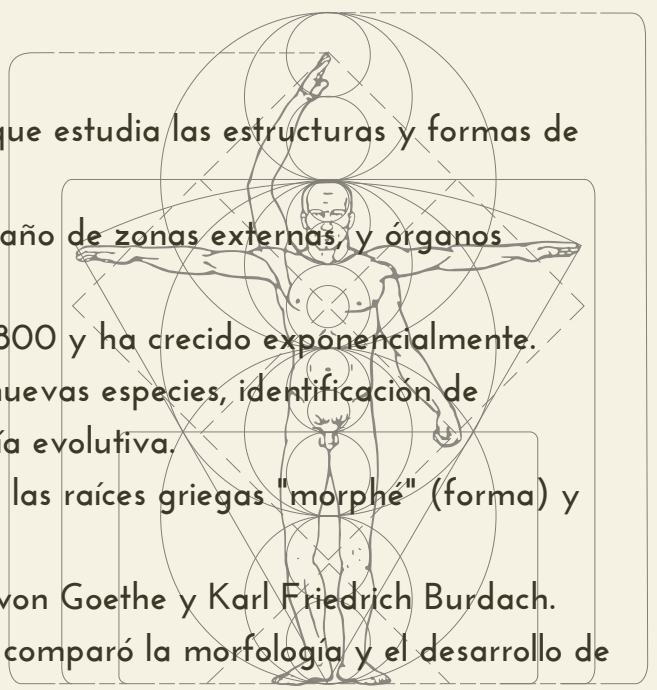 que estudia las estructuras y formas de
año de zonas externas, y órganos
800 y ha crecido exponencialmente.
nuevas especies, identificación de
ía evolutiva.
las raíces griegas "morphé" (forma) y
von Goethe y Karl Friedrich Burdach.
comparó la morfología y el desarrollo de